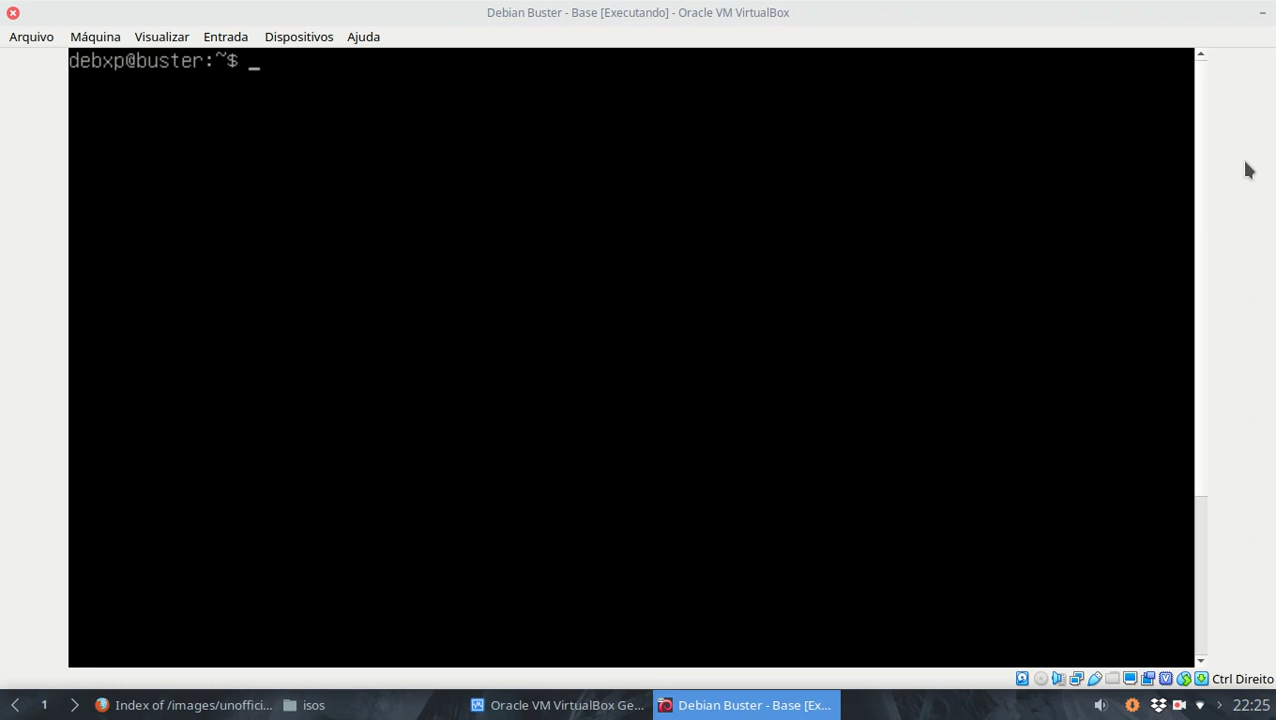 Debian Buster - Base [Executando] - Oracle VM VirtualBox
Arquivo Máquina Visualizar Entrada Dispositivos Ajuda
debxp@buster:~$ _
Ctrl Direito
1 Index of /images/unoffici... isos Oracle VM VirtualBox Ge... Debian Buster - Base [Ex... 22:25